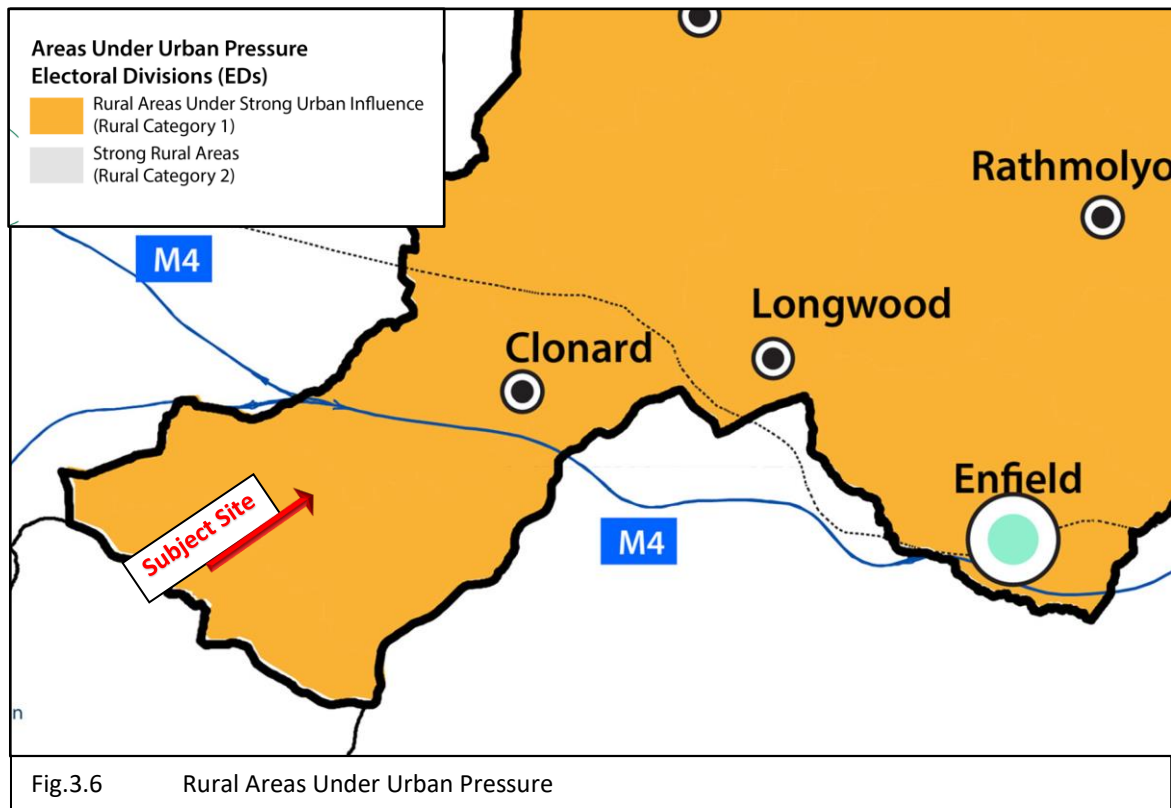 Areas Under Urban Pressure
Electoral Divisions (EDs)
Rural Areas Under Strong Urban Influence
(Rural Category 1)
Strong Rural Areas
(Rural Category 2)
Rathmolyo
M4
Longwood
Clonard
Enfield
Subject Site
M4
n
Fig.3.6 Rural Areas Under Urban Pressure